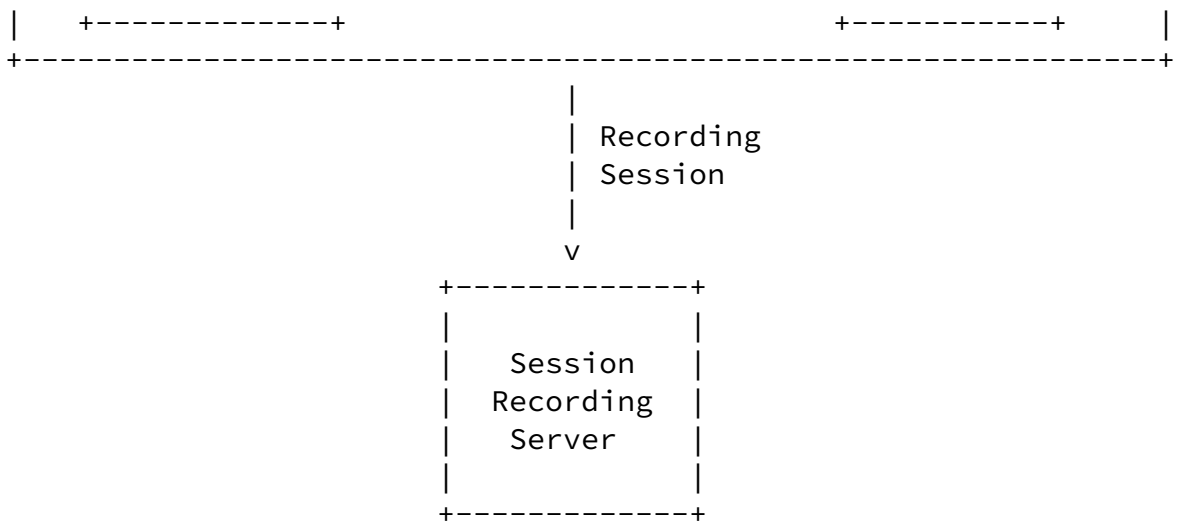 |    +-------------+                           +-----------+     |
+---------------------------------------------------------------+
|
| Recording
| Session
|
v
+-------------+
|             |
|   Session   |
|  Recording  |
|   Server    |
|             |
+-------------+